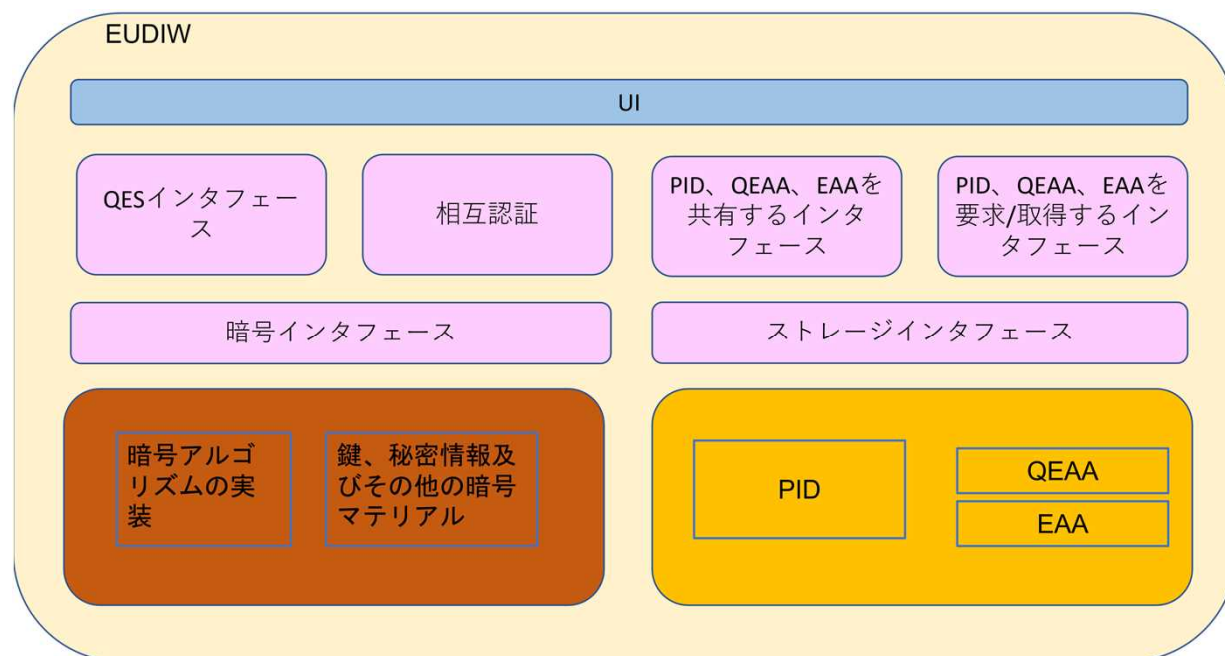 EUDIW
UI
QESインタフェー
ス
相互認証
PID、QEAA、EAAを
共有するインタ
フェース
PID、QEAA、EAAを
要求/取得するイン
タフェース
暗号インタフェース
ストレージインタフェース
暗号アルゴ
リズムの実
装
鍵、秘密情報及
びその他の暗号
マテリアル
PID
QEAA
EAA